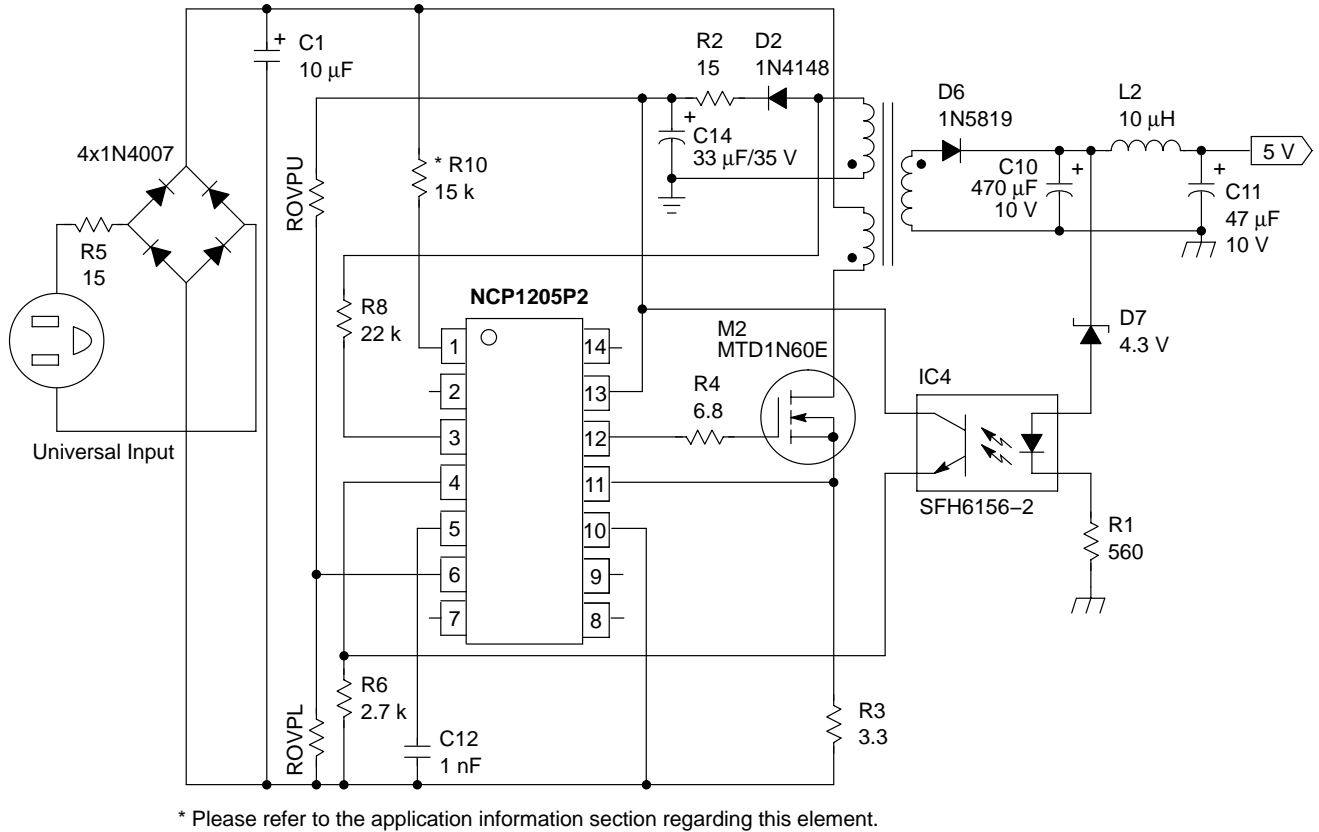 C1
10 μF
+
R2
15
D2
1N4148
D6
1N5819
L2
10 μH
4x1N4007
* R10
15 k
+
C14
33 μF/35 V
5 V
C10
470 μF
10 V
+
+
C11
47 μF
10 V
ROVPU
R5
15
R8
22 k
NCP1205P2
M2
MTD1N60E
D7
4.3 V
R4
6.8
IC4
1
2
3
4
5
6
7
14
13
12
11
10
9
8
Universal Input
SFH6156−2
R1
560
R6
2.7 k
ROVPL
C12
1 nF
R3
3.3
* Please refer to the application information section regarding this element.